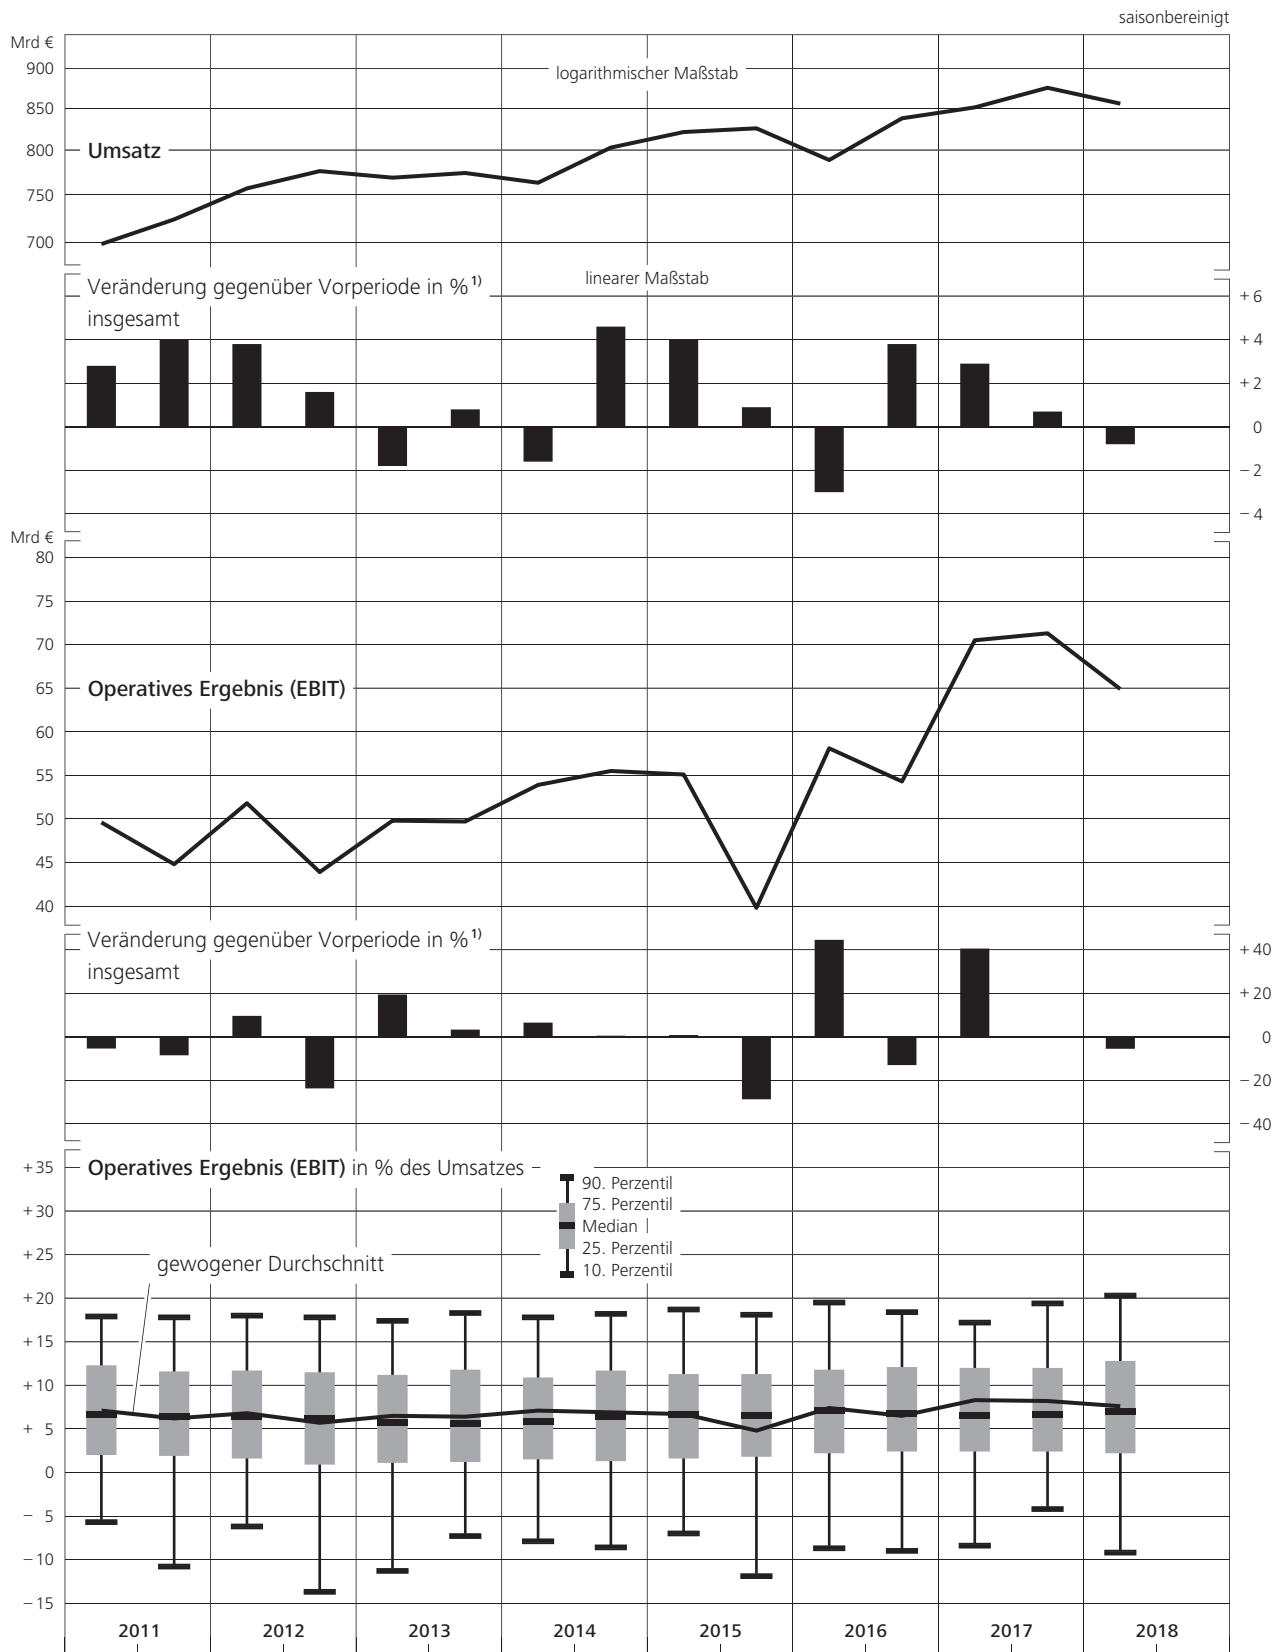 saisonbereinigt
Mrd €
900
logarithmischer Maßstab
850
800
Umsatz
750
700
Veränderung gegenüber Vorperiode in % 1)
insgesamt
linearer Maßstab
+ 6
+ 4
+ 2
0
– 2
– 4
Mrd €
80
75
70
65
Operatives Ergebnis (EBIT)
60
55
50
45
40
Veränderung gegenüber Vorperiode in % 1)
insgesamt
+ 40
+ 20
0
– 20
– 40
+ 35
Operatives Ergebnis (EBIT) in % des Umsatzes
90. Perzentil
75. Perzentil
Median
25. Perzentil
10. Perzentil
+ 30
+ 25
gewogener Durchschnitt
+ 20
+ 15
+ 10
+ 5
0
– 5
– 10
– 15
2011 2012 2013 2014 2015 2016 2017 2018